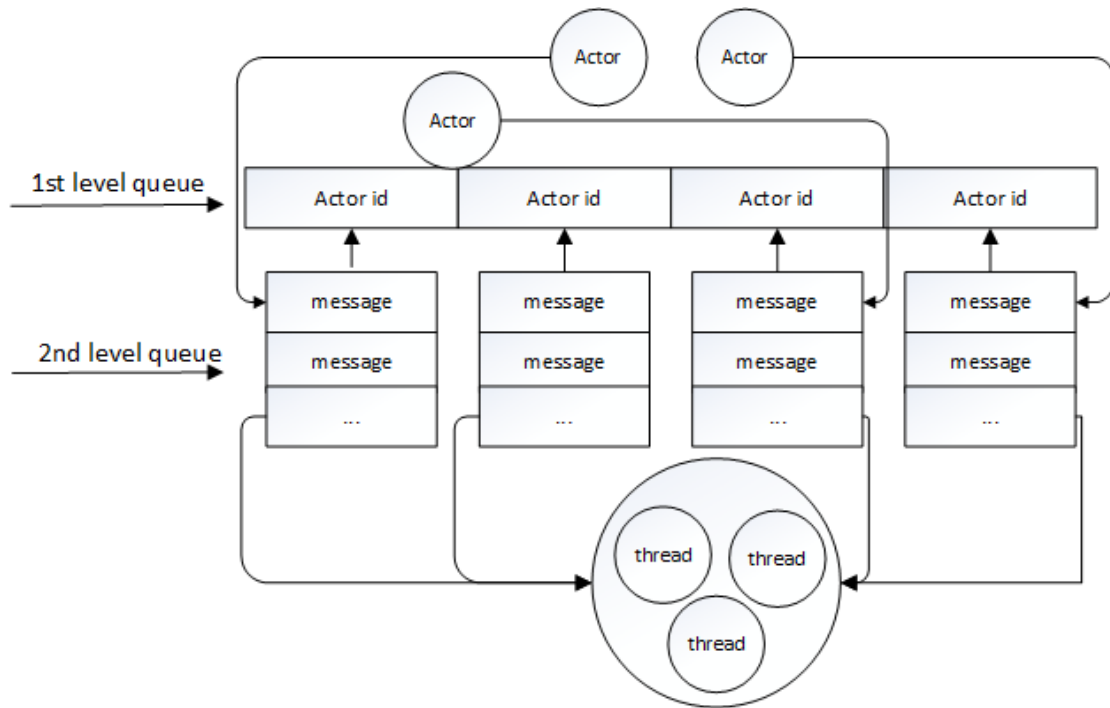 Actor
Actor
Actor
1st level queue
Actor id
Actor id
Actor id
Actor id
message
message
message
message
2nd level queue
message
message
message
message
...
...
...
...
thread
thread
thread